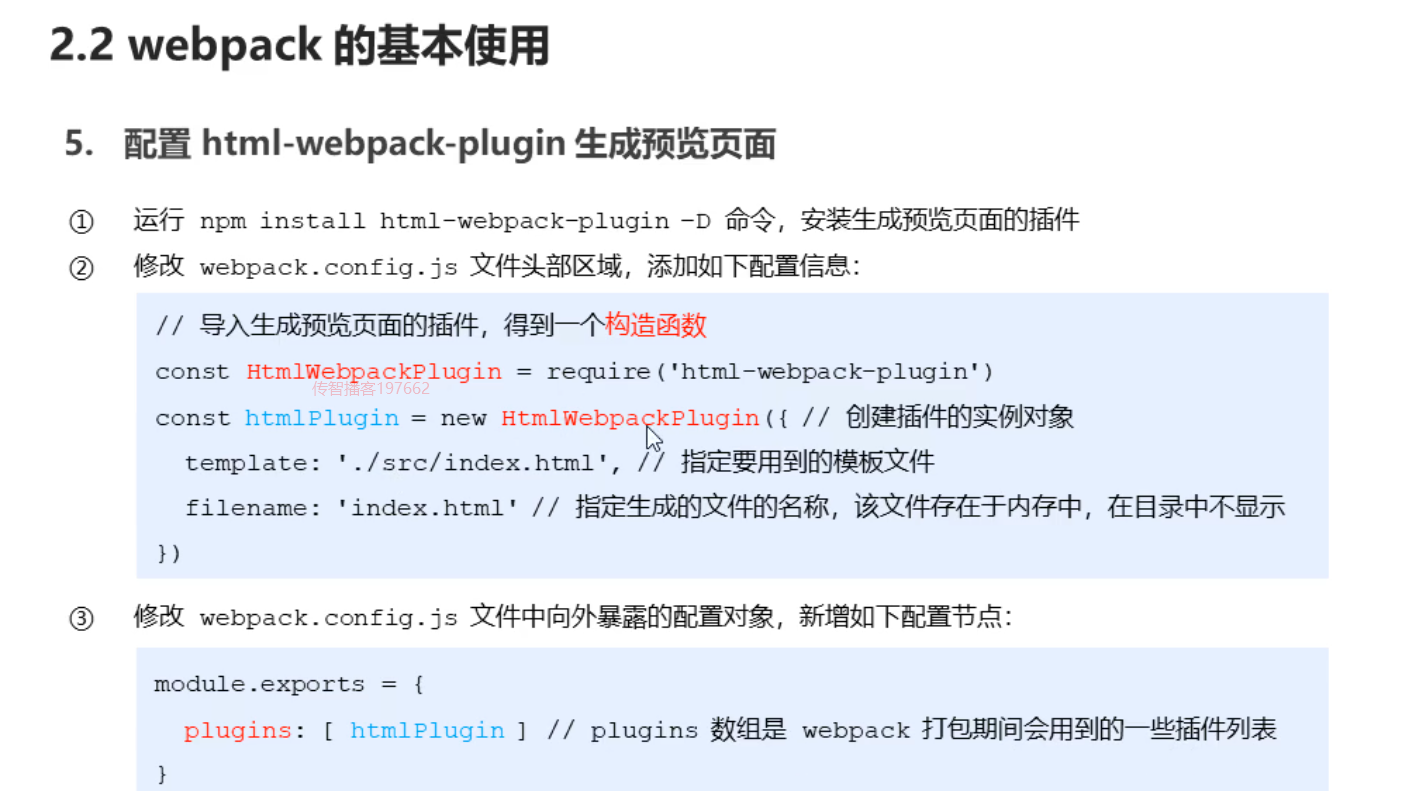 2.2 webpack 的基本使用
5. 配置 html-webpack-plugin 生成预览页面
① 运行 npm install html-webpack-plugin –D 命令，安装生成预览页面的插件
② 修改 webpack.config.js 文件头部区域，添加如下配置信息：
// 导入生成预览页面的插件，得到一个构造函数
const HtmlWebpackPlugin = require('html-webpack-plugin')
传智播客197662
const htmlPlugin = new HtmlWebpackPlugin({ // 创建插件的实例对象
template: './src/index.html', // 指定要用到的模板文件
filename: 'index.html' // 指定生成的文件的名称，该文件存在于内存中，在目录中不显示
})
③ 修改 webpack.config.js 文件中向外暴露的配置对象，新增如下配置节点：
module.exports = {
plugins: [ htmlPlugin ] // plugins 数组是 webpack 打包期间会用到的一些插件列表
}